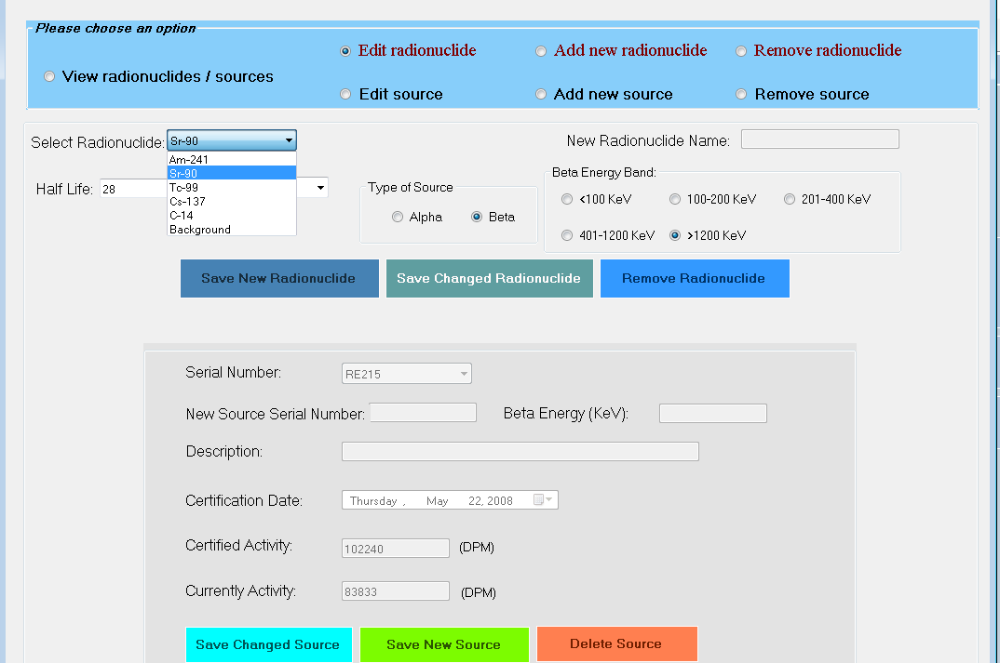 Please choose an option
View radionuclides / sources
Edit radionuclide
Add new radionuclide
Remove radionuclide
Edit source
Add new source
Remove source
Select Radionuclide: Sr-90
New Radionuclide Name:
Am-241
Sr-90
Tc-99
Cs-137
C-14
Background
Half Life: 28
Type of Source
Alpha
Beta
Beta Energy Band:
<100 KeV
100-200 KeV
201-400 KeV
401-1200 KeV
>1200 KeV
Save New Radionuclide
Save Changed Radionuclide
Remove Radionuclide
Serial Number: RE215
New Source Serial Number:
Beta Energy (KeV):
Description:
Certification Date: Thursday , May 22, 2008
Certified Activity: 102240 (DPM)
Currently Activity: 83833 (DPM)
Save Changed Source
Save New Source
Delete Source